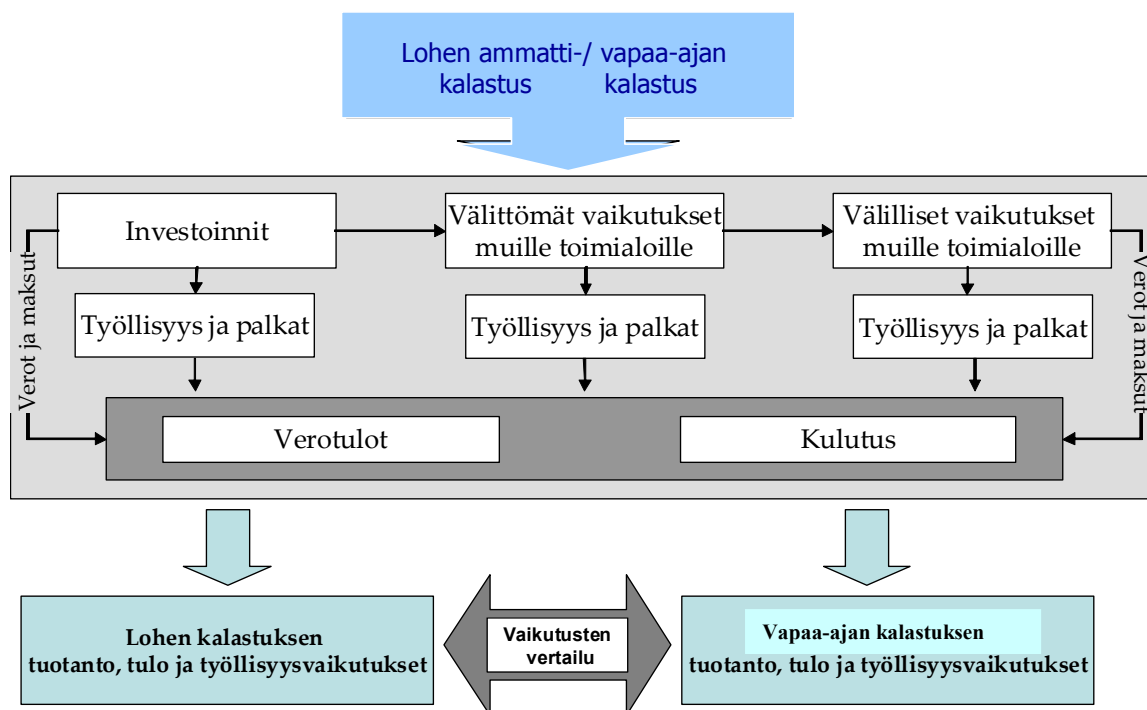 Lohen ammatti-/ vapaa-ajan
kalastus kalastus
Investoinnit
Välittömät vaikutukset
muille toimialoille
Välilliset vaikutukset
muille toimialoille
Verot ja maksut
Verot ja maksut
Työllisyys ja palkat
Työllisyys ja palkat
Työllisyys ja palkat
Verotulot
Kulutus
Lohen kalastuksen
tuotanto, tulo ja työllisyysvaikutukset
Vaikutusten
vertailu
Vapaa-ajan kalastuksen
tuotanto, tulo ja työllisyysvaikutukset